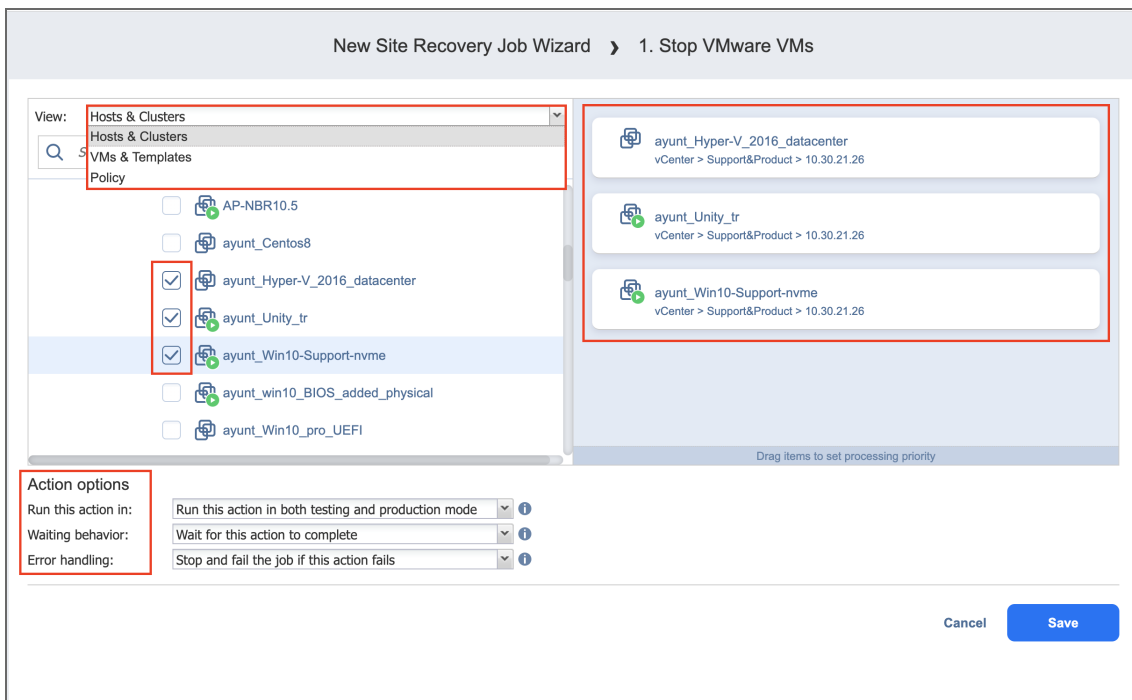 New Site Recovery Job Wizard ❯ 1. Stop VMware VMs
View: Hosts & Clusters
Hosts & Clusters
VMs & Templates
Policy
AP-NBR10.5
ayunt_Centos8
ayunt_Hyper-V_2016_datacenter
ayunt_Unity_tr
ayunt_Win10-Support-nvme
ayunt_win10_BIOS_added_physical
ayunt_Win10_pro_UEFI
ayunt_Hyper-V_2016_datacenter
vCenter > Support&Product > 10.30.21.26
ayunt_Unity_tr
vCenter > Support&Product > 10.30.21.26
ayunt_Win10-Support-nvme
vCenter > Support&Product > 10.30.21.26
Drag items to set processing priority
Action options
Run this action in: Run this action in both testing and production mode
Waiting behavior: Wait for this action to complete
Error handling: Stop and fail the job if this action fails
Cancel Save